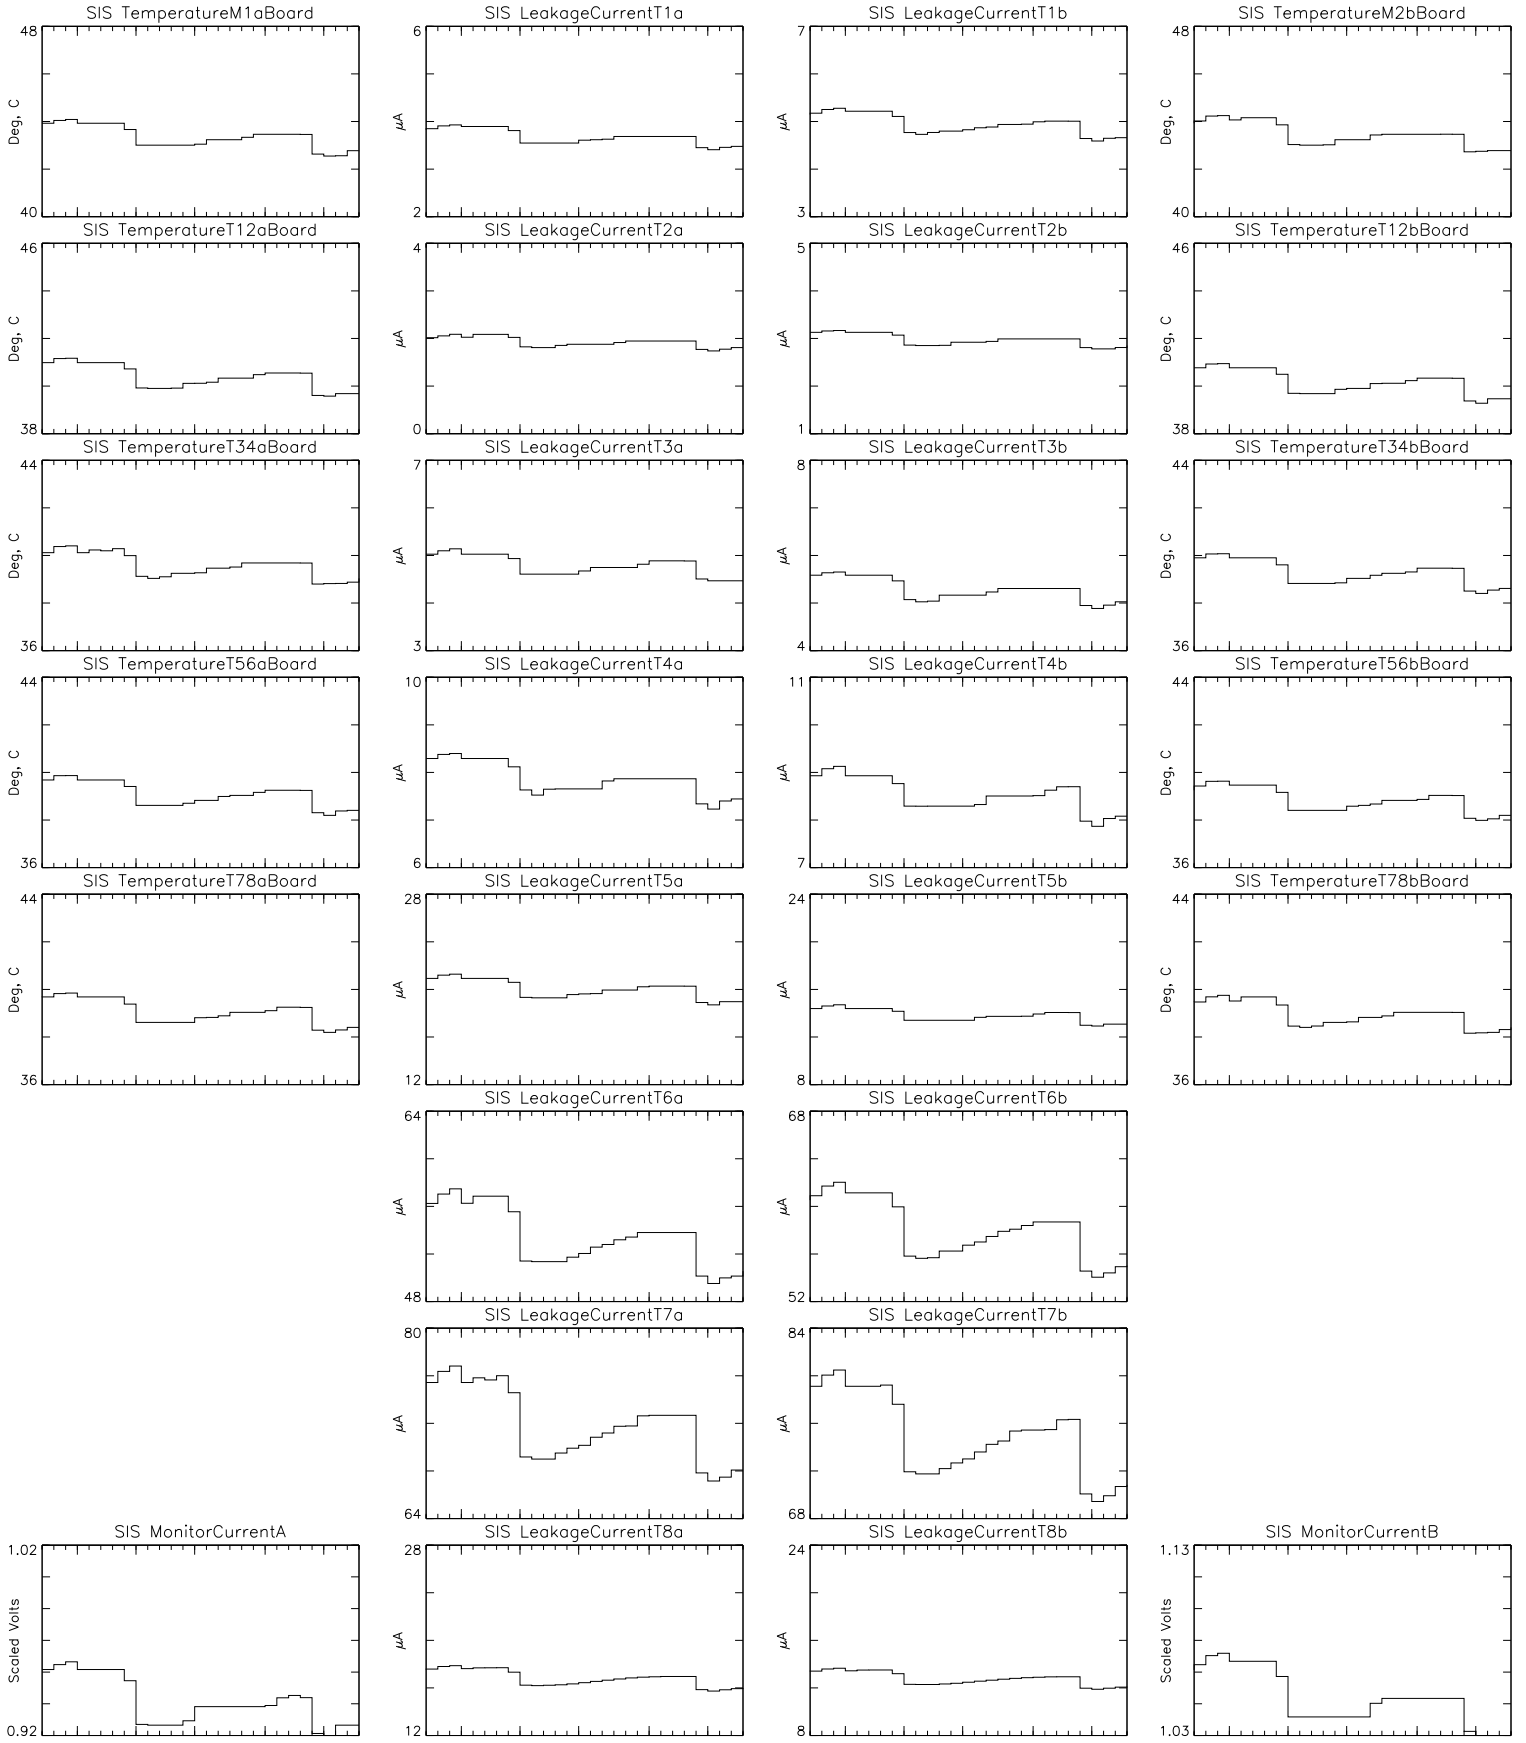 SIS TemperatureM1aBoard SIS LeakageCurrentT1a SIS LeakageCurrentT1b SIS TemperatureM2bBoard
48 6 7 48
Deg, C µA µA Deg, C
40 2 3 40
SIS TemperatureT12aBoard SIS LeakageCurrentT2a SIS LeakageCurrentT2b SIS TemperatureT12bBoard
46 4 5 46
Deg, C µA µA Deg, C
38 0 1 38
SIS TemperatureT34aBoard SIS LeakageCurrentT3a SIS LeakageCurrentT3b SIS TemperatureT34bBoard
44 7 8 44
Deg, C µA µA Deg, C
36 3 4 36
SIS TemperatureT56aBoard SIS LeakageCurrentT4a SIS LeakageCurrentT4b SIS TemperatureT56bBoard
44 10 11 44
Deg, C µA µA Deg, C
36 6 7 36
SIS TemperatureT78aBoard SIS LeakageCurrentT5a SIS LeakageCurrentT5b SIS TemperatureT78bBoard
44 28 24 44
Deg, C µA µA Deg, C
36 12 8 36
SIS LeakageCurrentT6a SIS LeakageCurrentT6b
64 68
µA µA
48 52
SIS LeakageCurrentT7a SIS LeakageCurrentT7b
80 84
µA µA
64 68
SIS MonitorCurrentA SIS LeakageCurrentT8a SIS LeakageCurrentT8b SIS MonitorCurrentB
1.02 28 24 1.13
Scaled Volts µA µA Scaled Volts
0.92 12 8 1.03